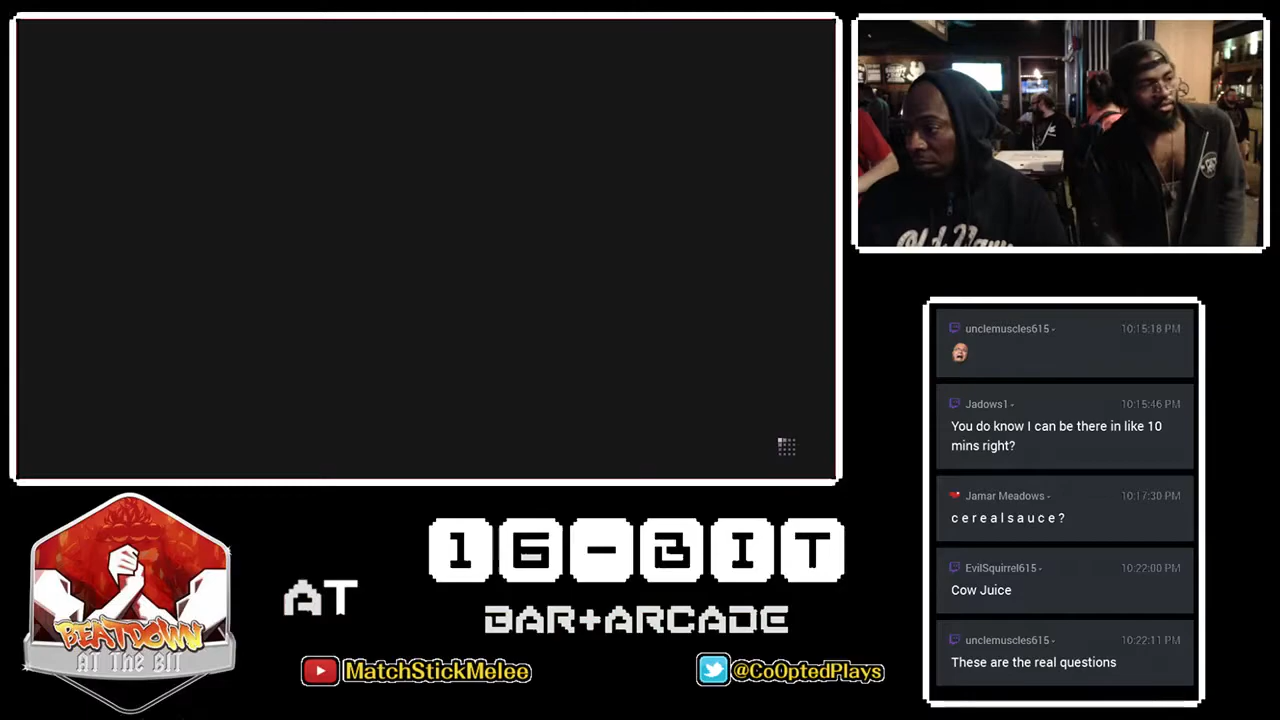 unclemuscles615
10:15:18 PM
Jadows1
10:15:46 PM
You do know I can be there in like 10
mins right?
Jamar Meadows
10:17:30 PM
c e r e a l s a u c e ?
EvilSquirrel615
10:22:00 PM
Cow Juice
unclemuscles615
10:22:11 PM
These are the real questions
BEATDOWN
AT THE BIT
AT
16-BIT
BAR+ARCADE
MatchStickMelee
@CoOptedPlays